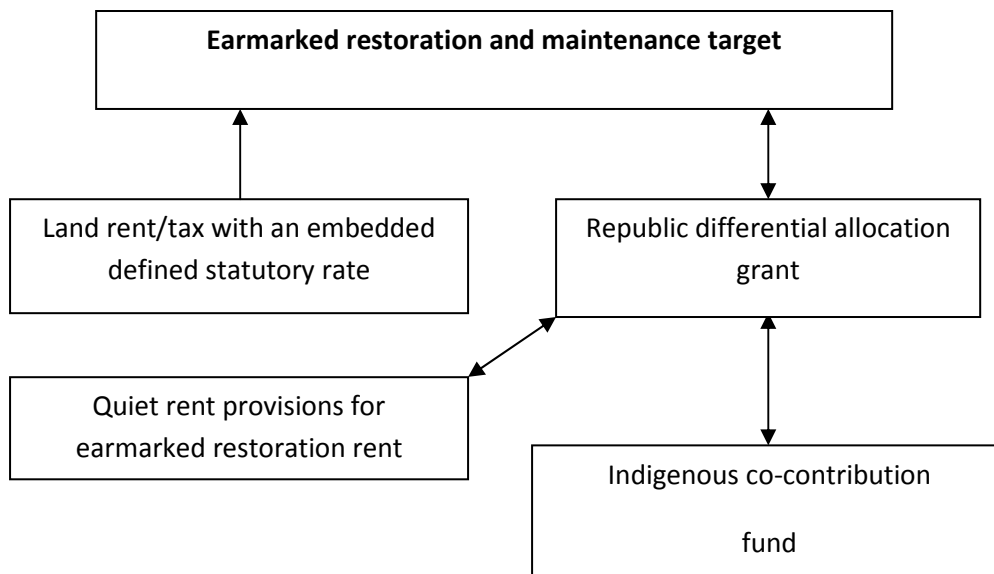 Earmarked restoration and maintenance target
Land rent/tax with an embedded
defined statutory rate
Republic differential allocation
grant
Quiet rent provisions for
earmarked restoration rent
Indigenous co-contribution
fund